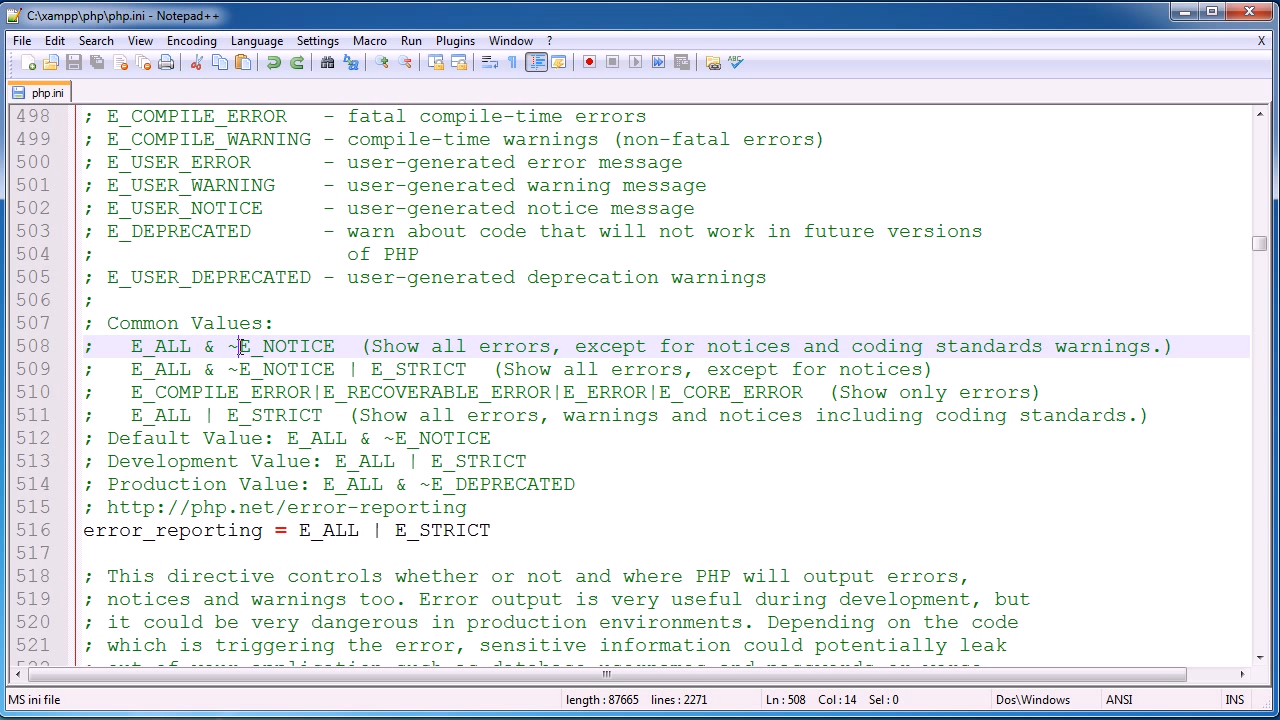 C:\xampp\php\php.ini - Notepad++
File Edit Search View Encoding Language Settings Macro Run Plugins Window ? X
php.ini
498 ; E_COMPILE_ERROR - fatal compile-time errors
499 ; E_COMPILE_WARNING - compile-time warnings (non-fatal errors)
500 ; E_USER_ERROR - user-generated error message
501 ; E_USER_WARNING - user-generated warning message
502 ; E_USER_NOTICE - user-generated notice message
503 ; E_DEPRECATED - warn about code that will not work in future versions
504 ; of PHP
505 ; E_USER_DEPRECATED - user-generated deprecation warnings
506 ;
507 ; Common Values:
508 ; E_ALL & ~E_NOTICE (Show all errors, except for notices and coding standards warnings.)
509 ; E_ALL & ~E_NOTICE | E_STRICT (Show all errors, except for notices)
510 ; E_COMPILE_ERROR|E_RECOVERABLE_ERROR|E_ERROR|E_CORE_ERROR (Show only errors)
511 ; E_ALL | E_STRICT (Show all errors, warnings and notices including coding standards.)
512 ; Default Value: E_ALL & ~E_NOTICE
513 ; Development Value: E_ALL | E_STRICT
514 ; Production Value: E_ALL & ~E_DEPRECATED
515 ; http://php.net/error-reporting
516 error_reporting = E_ALL | E_STRICT
517
518 ; This directive controls whether or not and where PHP will output errors,
519 ; notices and warnings too. Error output is very useful during development, but
520 ; it could be very dangerous in production environments. Depending on the code
521 ; which is triggering the error, sensitive information could potentially leak
MS ini file length : 87665 lines : 2271 Ln : 508 Col : 14 Sel : 0 Dos\Windows ANSI INS